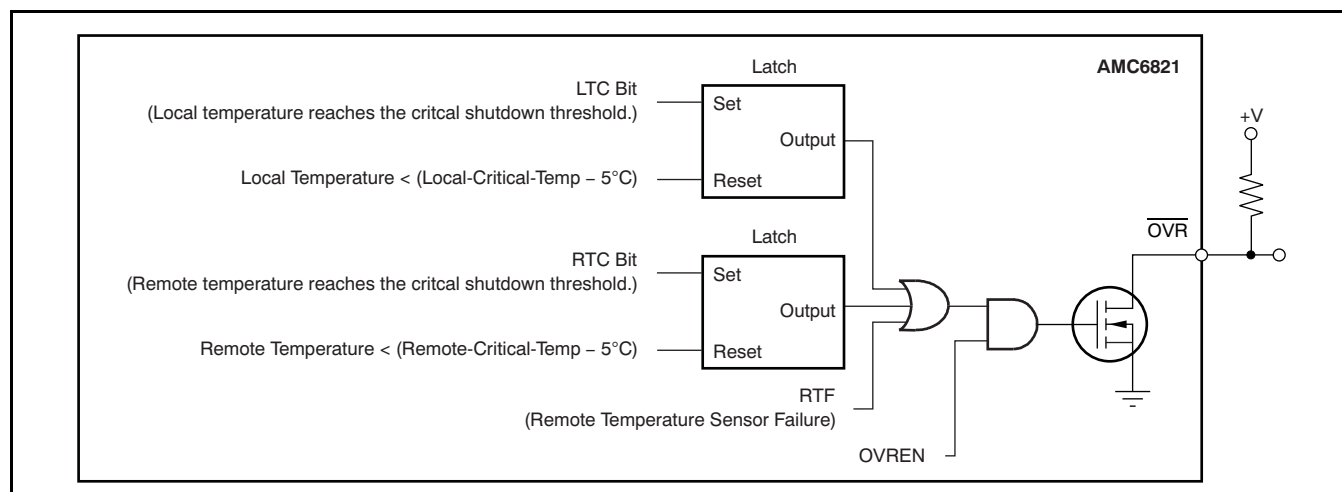 AMC6821
Latch
LTC Bit
(Local temperature reaches the critcal shutdown threshold.)
Set
Output
Local Temperature < (Local-Critical-Temp – 5°C)
Reset
+V
OVR
Latch
RTC Bit
(Remote temperature reaches the critcal shutdown threshold.)
Set
Output
Remote Temperature < (Remote-Critical-Temp – 5°C)
Reset
RTF
(Remote Temperature Sensor Failure)
OVREN